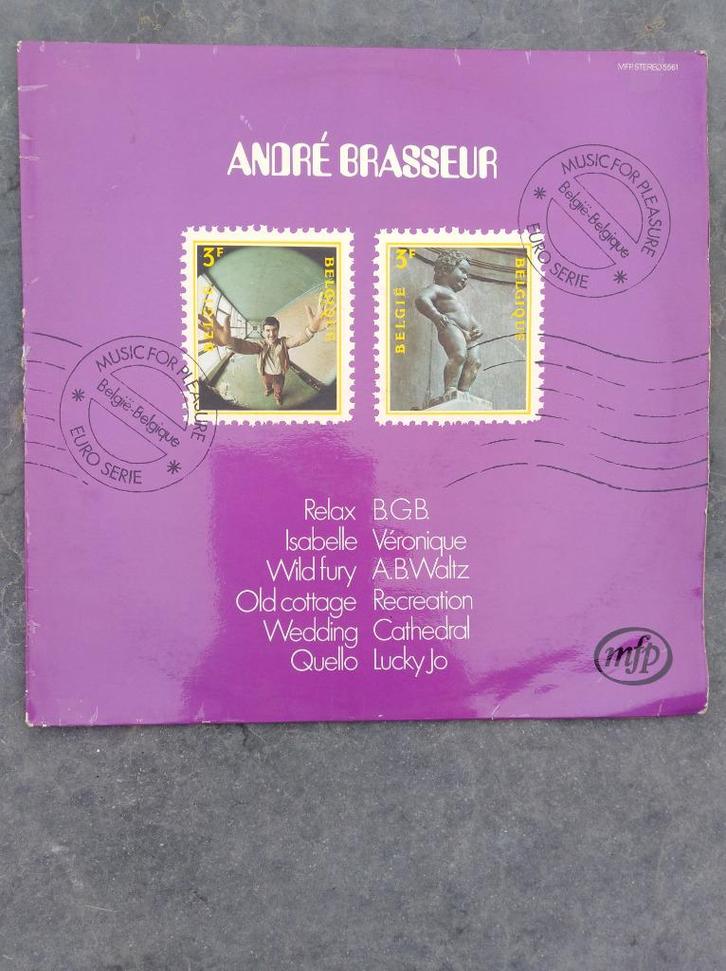 MFP STEREO 5561
ANDRÉ BRASSEUR
MUSIC FOR PLEASURE
België-Belgique
EURO SERIE
3F
BELGIË
BELGIQUE
3F
BELGIË
BELGIQUE
MUSIC FOR PLEASURE
België-Belgique
EURO SERIE
Relax B.G.B.
Isabelle Véronique
Wild fury A.B. Waltz
Old cottage Recreation
Wedding Cathedral
Quello Lucky Jo
mfp